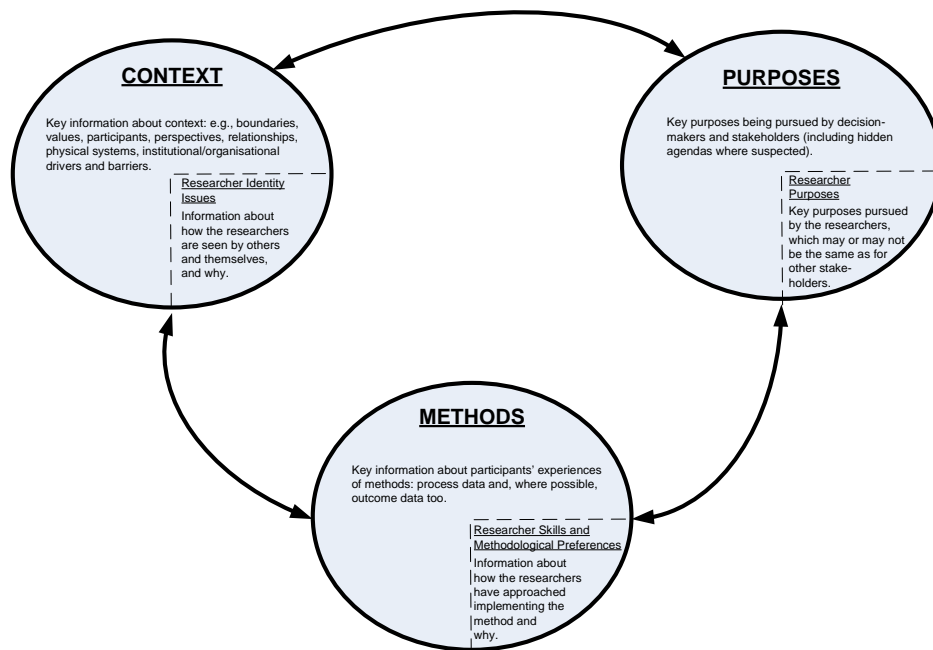 CONTEXT
Key information about context: e.g., boundaries,
values, participants, perspectives, relationships,
physical systems, institutional/organisational
drivers and barriers.
Researcher Identity
Issues
Information about
how the researchers
are seen by others
and themselves,
and why.
PURPOSES
Key purposes being pursued by decision-
makers and stakeholders (including hidden
agendas where suspected).
Researcher
Purposes
Key purposes pursued
by the researchers,
which may or may not
be the same as for
other stake-
holders.
METHODS
Key information about participants’ experiences
of methods: process data and, where possible,
outcome data too.
Researcher Skills and
Methodological Preferences
Information about
how the researchers
have approached
implementing the
method and
why.